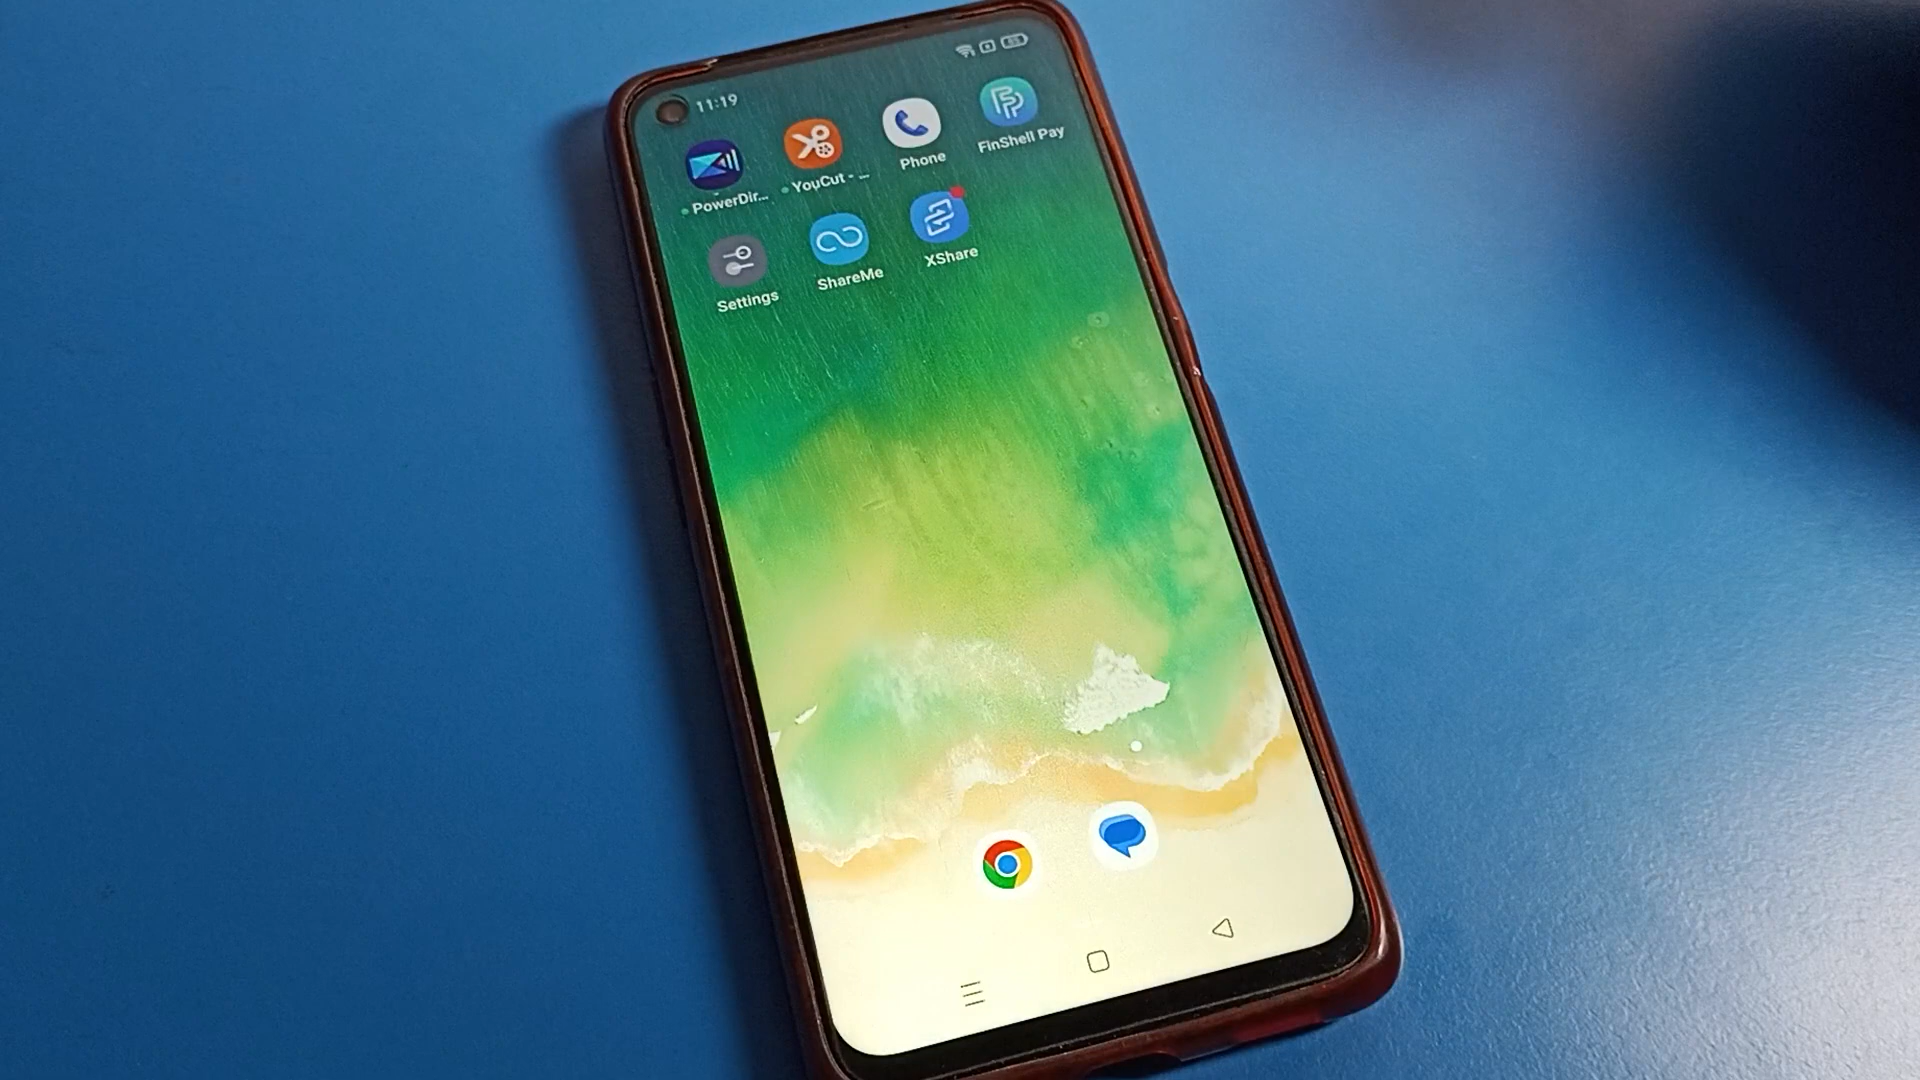 11:19
PowerDir...
YouCut - ...
Phone
FinShell Pay
Settings
ShareMe
XShare